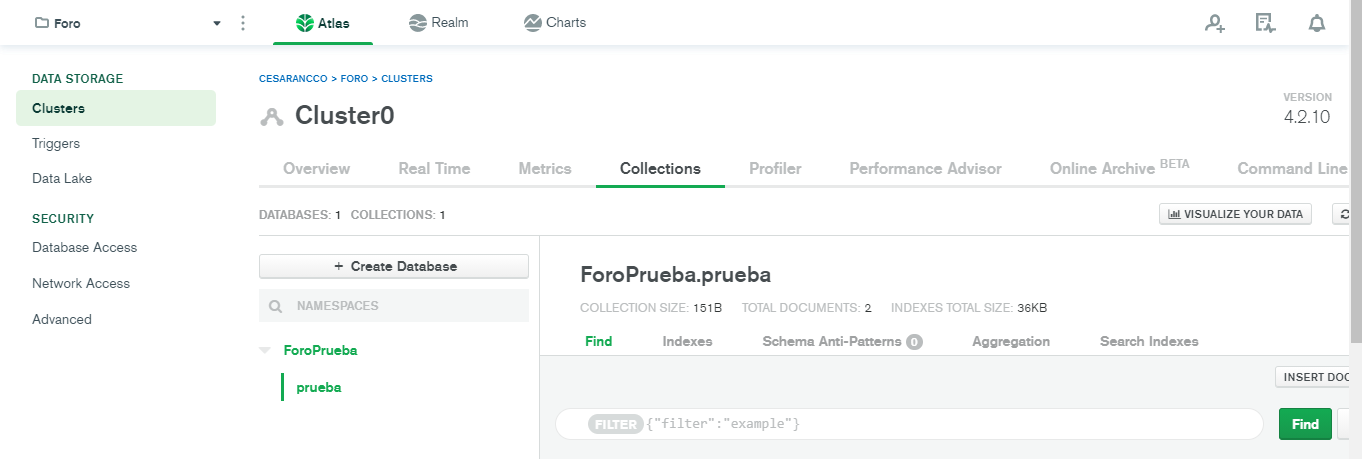 Foro
Atlas
Realm
Charts
DATA STORAGE
Clusters
Triggers
Data Lake
SECURITY
Database Access
Network Access
Advanced
CESARANCCO > FORO > CLUSTERS
Cluster0
VERSION
4.2.10
Overview Real Time Metrics Collections Profiler Performance Advisor Online Archive BETA Command Line
DATABASES: 1 COLLECTIONS: 1
VISUALIZE YOUR DATA
+ Create Database
NAMESPACES
ForoPrueba
prueba
ForoPrueba.prueba
COLLECTION SIZE: 151B TOTAL DOCUMENTS: 2 INDEXES TOTAL SIZE: 36KB
Find Indexes Schema Anti-Patterns 0 Aggregation Search Indexes
INSERT DOC
FILTER {"filter":"example"}
Find